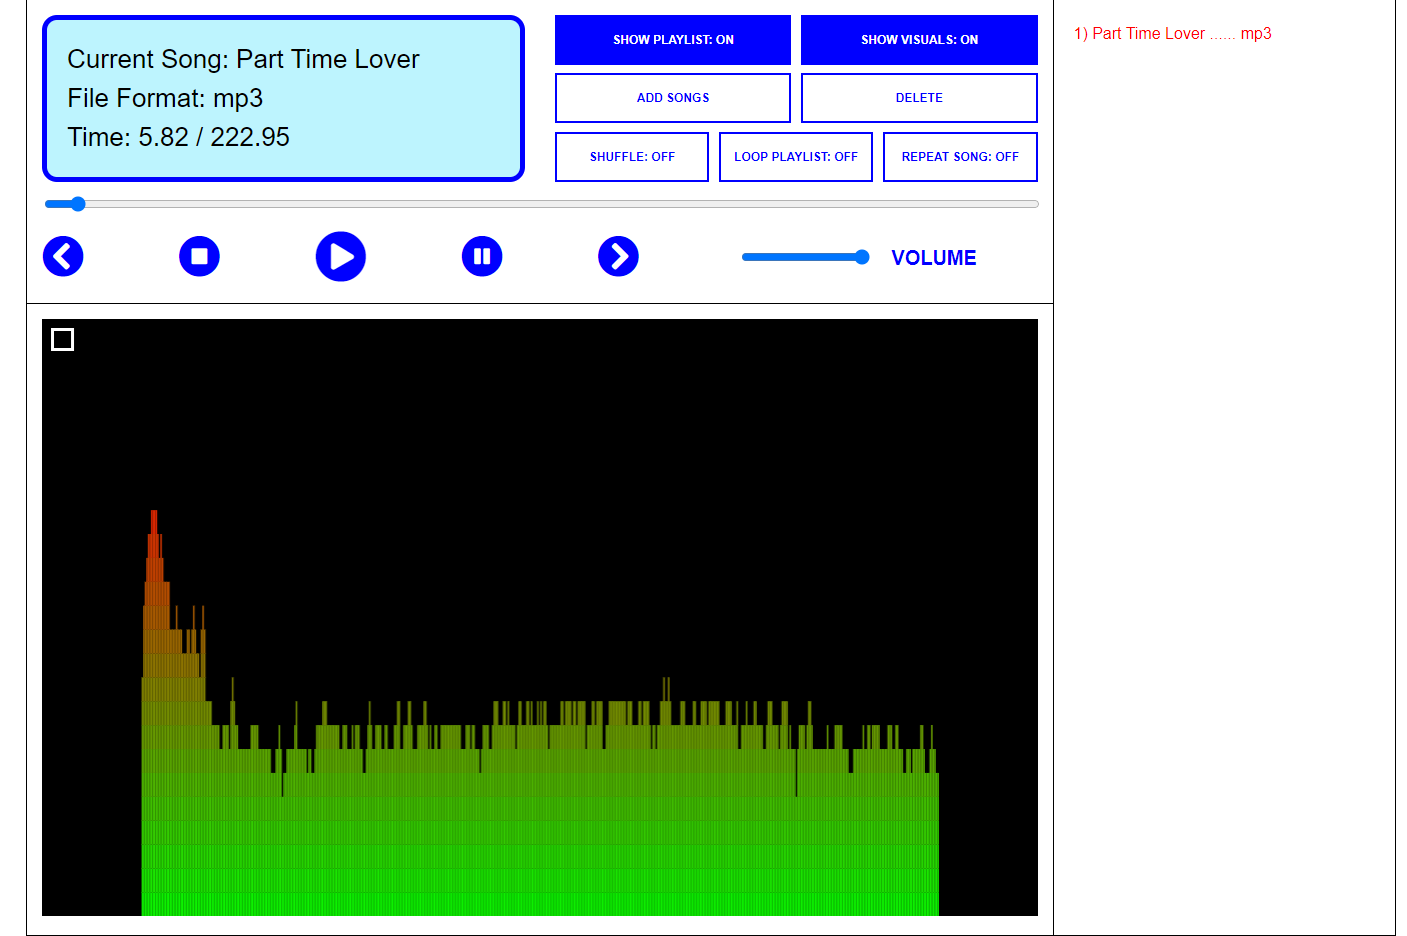 Current Song: Part Time Lover
File Format: mp3
Time: 5.82 / 222.95
SHOW PLAYLIST: ON
SHOW VISUALS: ON
ADD SONGS
DELETE
SHUFFLE: OFF
LOOP PLAYLIST: OFF
REPEAT SONG: OFF
VOLUME
1) Part Time Lover ...... mp3